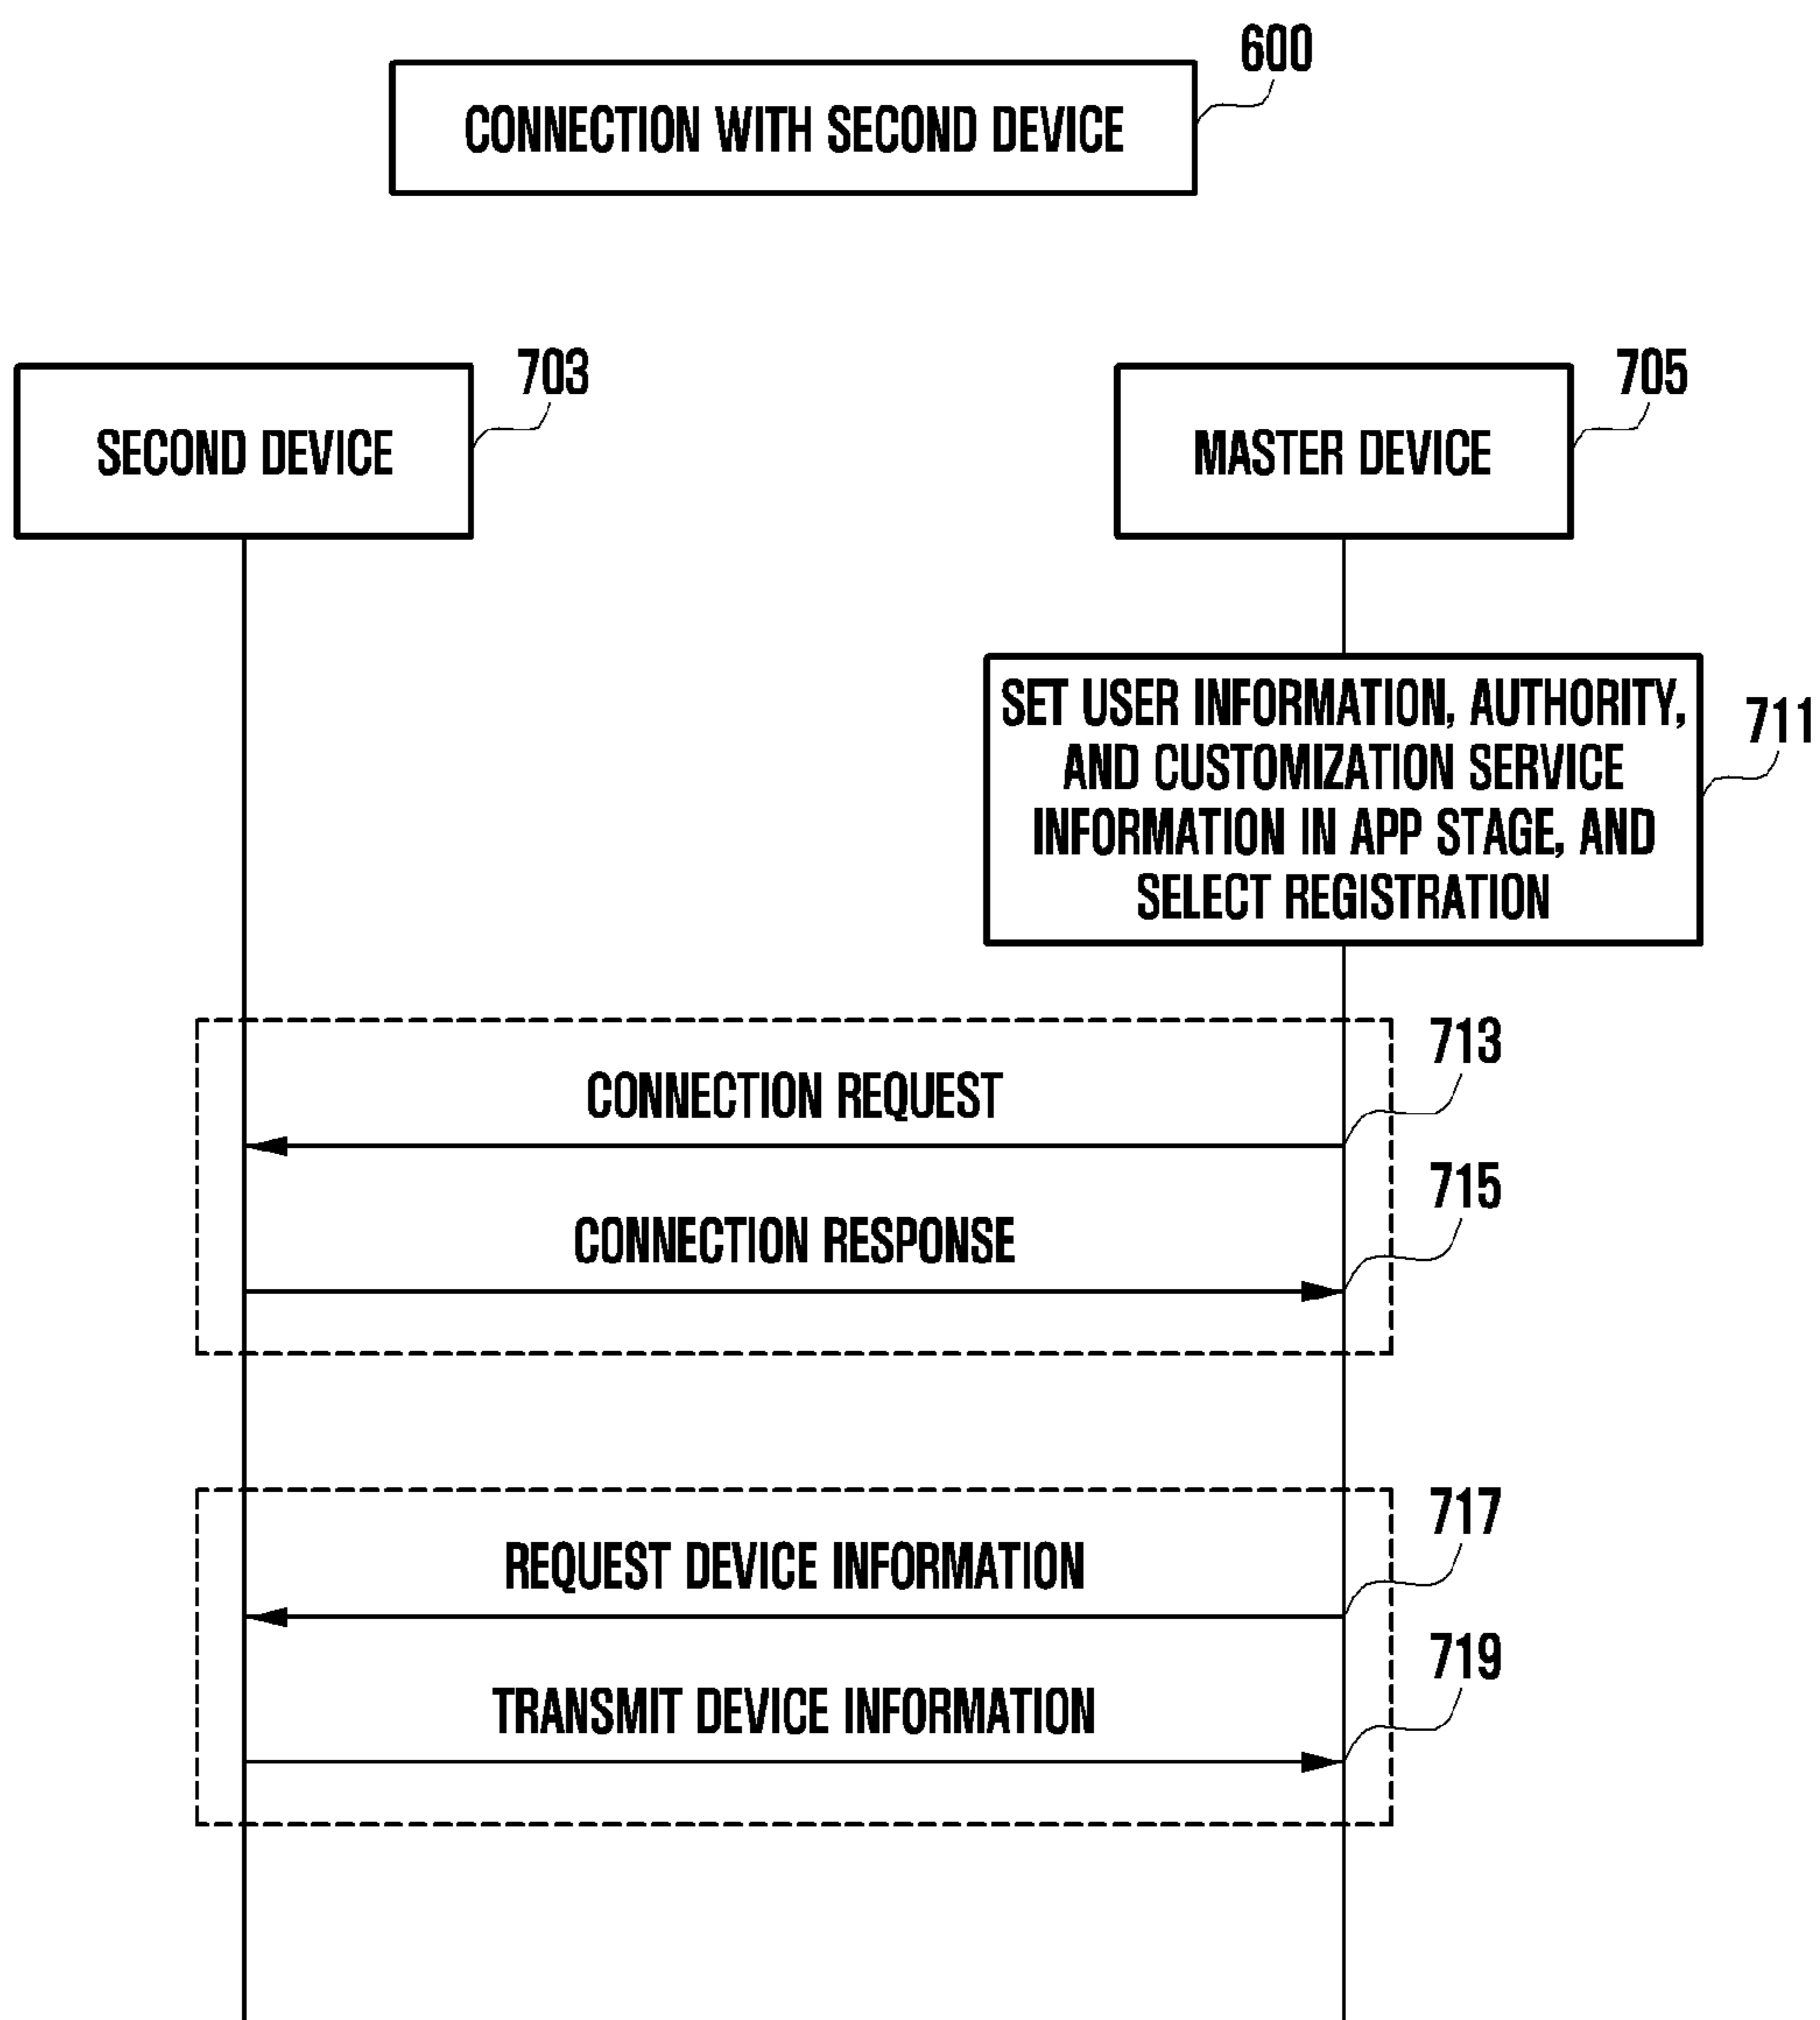 600
CONNECTION WITH SECOND DEVICE
703
705
SECOND DEVICE
MASTER DEVICE
SET USER INFORMATION, AUTHORITY,
AND CUSTOMIZATION SERVICE
INFORMATION IN APP STAGE, AND
SELECT REGISTRATION
711
713
CONNECTION REQUEST
715
CONNECTION RESPONSE
717
REQUEST DEVICE INFORMATION
719
TRANSMIT DEVICE INFORMATION